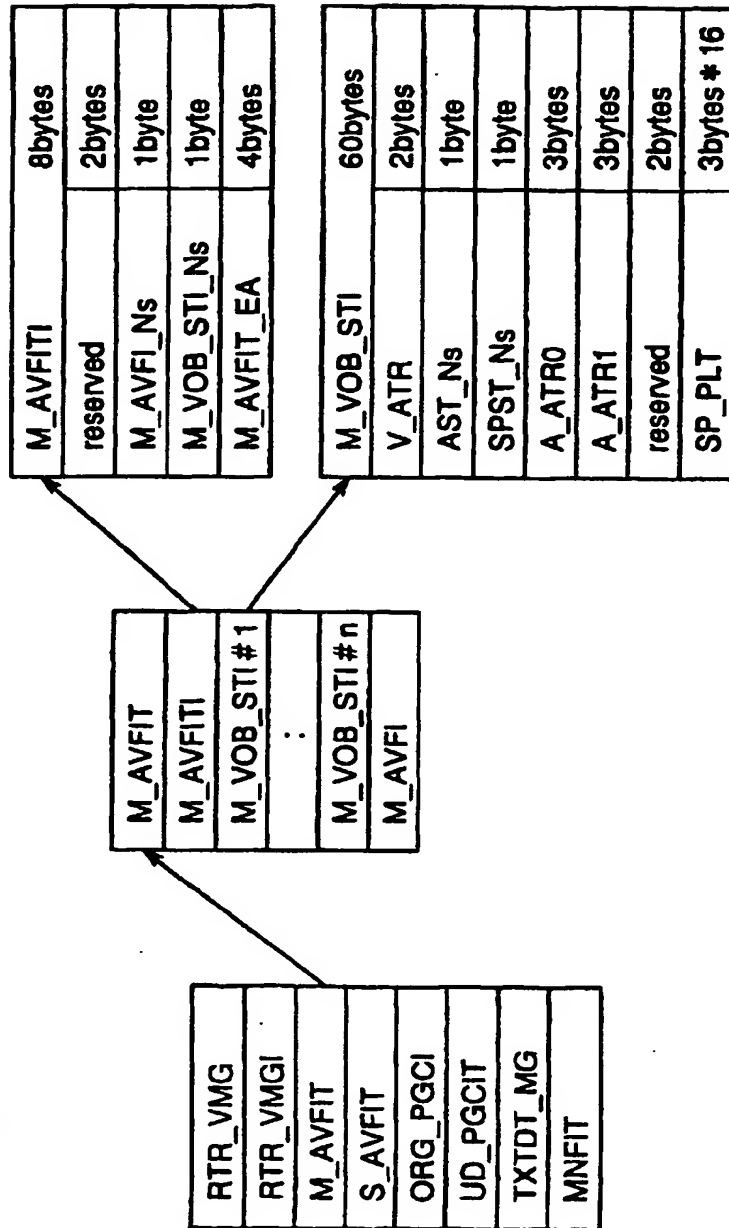 RTR_VMG
RTR_VMGI
M_AVFIT
S_AVFIT
ORG_PGCI
UD_PGCIT
TXTDT_MG
MNFIT
M_AVFIT
M_AVFITI
M_VOB_STI#1
:
M_VOB_STI#n
M_AVFI
M_AVFITI 8bytes
reserved 2bytes
M_AVFI_Ns 1byte
M_VOB_STI_Ns 1byte
M_AVFIT_EA 4bytes
M_VOB_STI 60bytes
V_ATR 2bytes
AST_Ns 1byte
SPST_Ns 1byte
A_ATR0 3bytes
A_ATR1 3bytes
reserved 2bytes
SP_PLT 3bytes*16